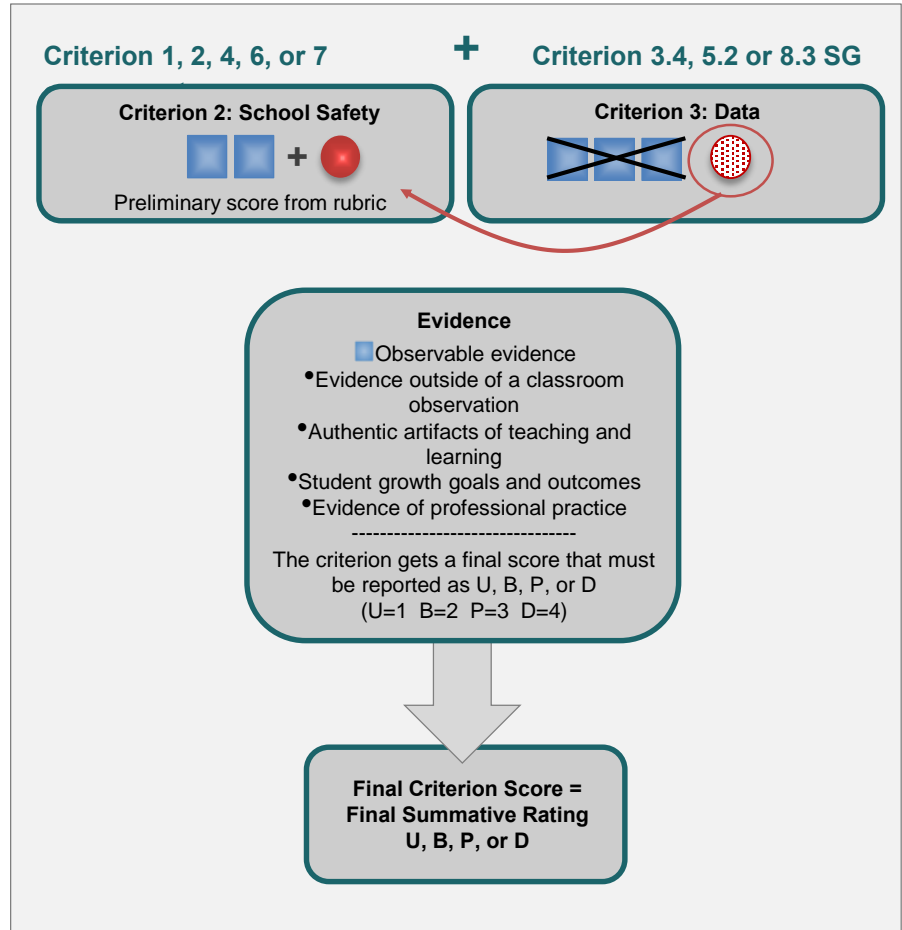 Criterion 1, 2, 4, 6, or 7
+
Criterion 3.4, 5.2 or 8.3 SG
Criterion 2: School Safety
+
Preliminary score from rubric
Criterion 3: Data
Evidence
Observable evidence
•Evidence outside of a classroom
observation
•Authentic artifacts of teaching and
learning
•Student growth goals and outcomes
•Evidence of professional practice
--------------------------------
The criterion gets a final score that must
be reported as U, B, P, or D
(U=1 B=2 P=3 D=4)
Final Criterion Score =
Final Summative Rating
U, B, P, or D